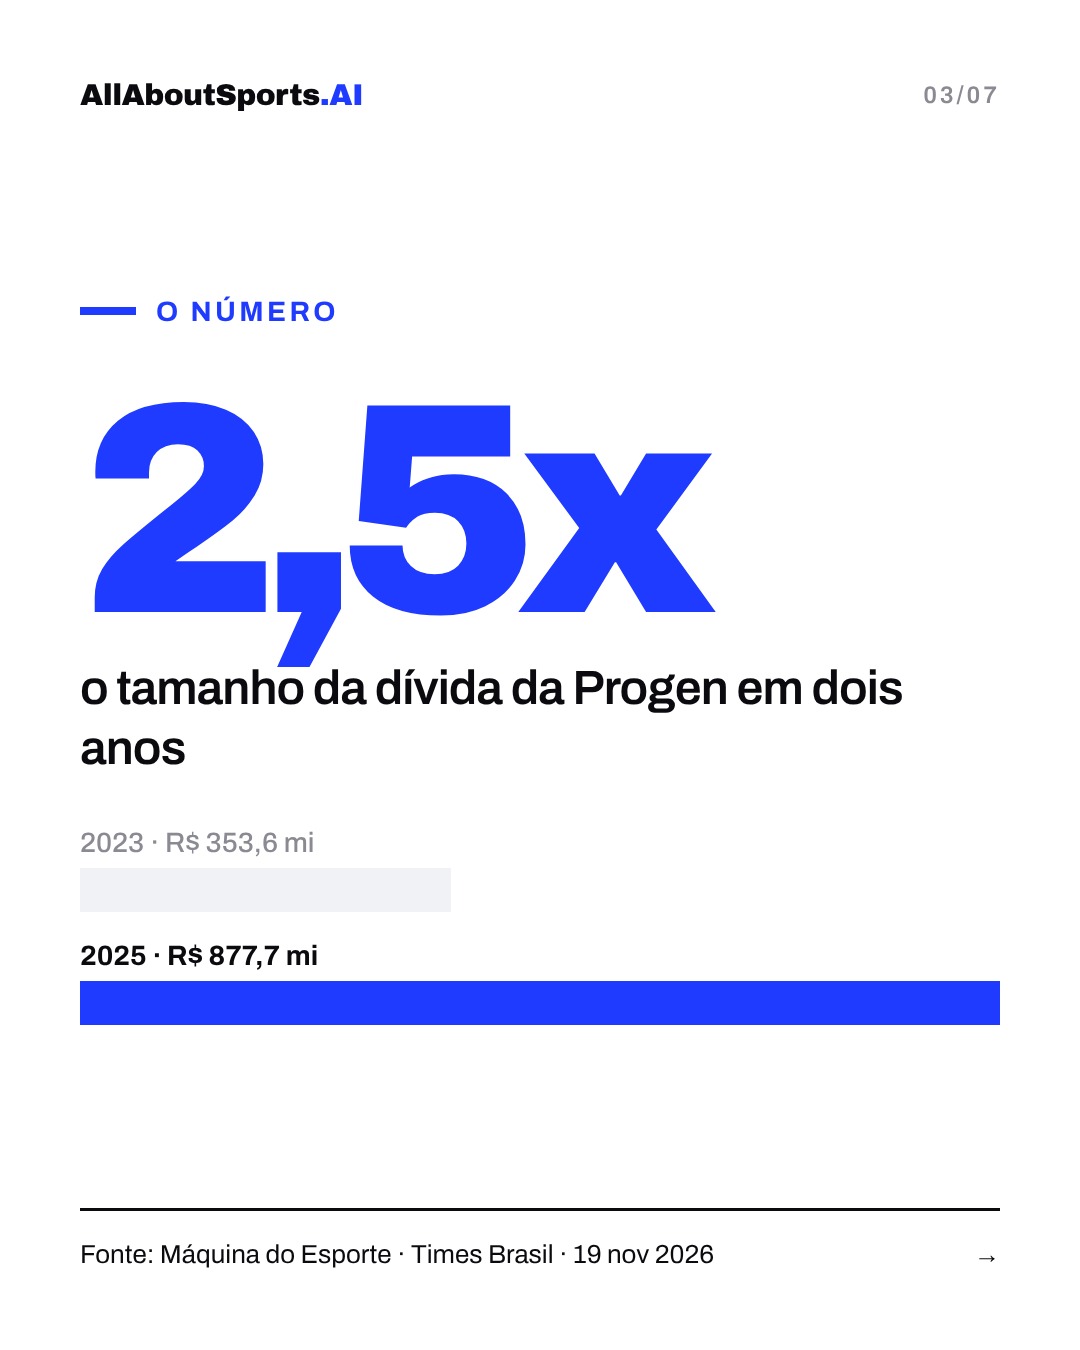 AllAboutSports.AI
03/07
O NÚMERO
2,5x
o tamanho da dívida da Progen em dois
anos
2023 · R$ 353,6 mi
2025 · R$ 877,7 mi
Fonte: Máquina do Esporte · Times Brasil · 19 nov 2026
→